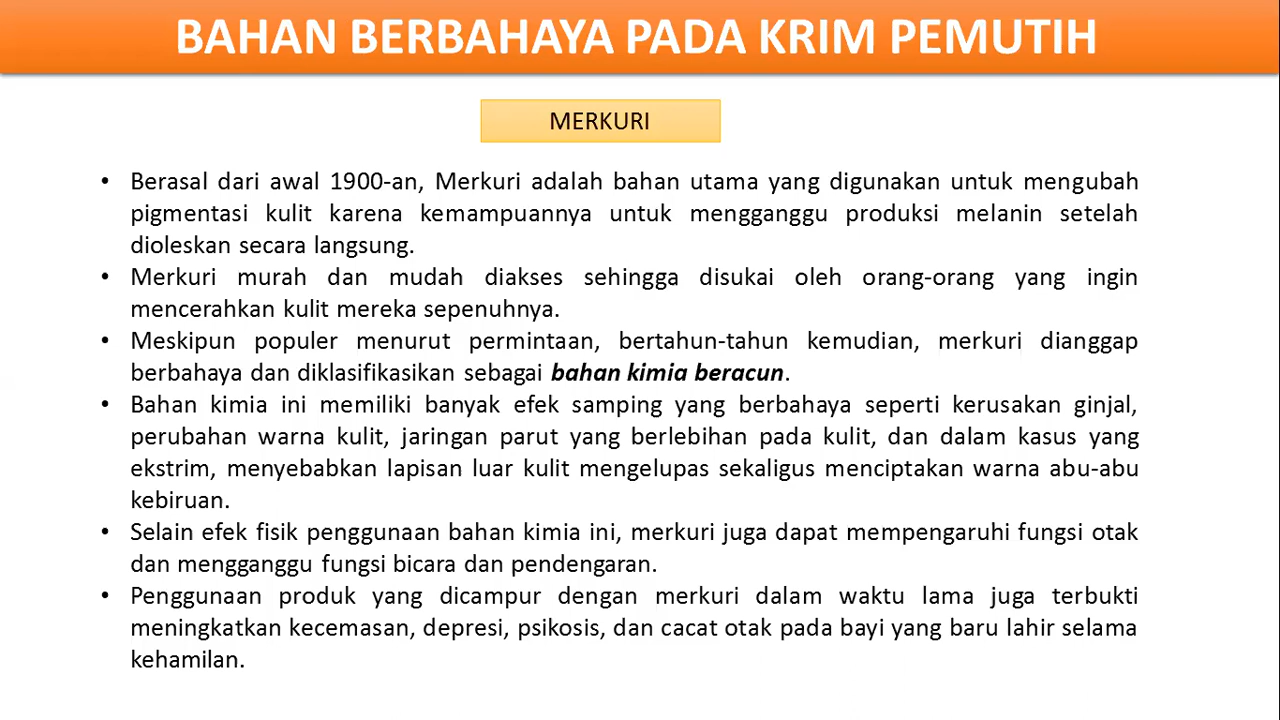 BAHAN BERBAHAYA PADA KRIM PEMUTIH
MERKURI
• Berasal dari awal 1900-an, Merkuri adalah bahan utama yang digunakan untuk mengubah
pigmentasi kulit karena kemampuannya untuk mengganggu produksi melanin setelah
dioleskan secara langsung.
• Merkuri murah dan mudah diakses sehingga disukai oleh orang-orang yang ingin
mencerahkan kulit mereka sepenuhnya.
• Meskipun populer menurut permintaan, bertahun-tahun kemudian, merkuri dianggap
berbahaya dan diklasifikasikan sebagai bahan kimia beracun.
• Bahan kimia ini memiliki banyak efek samping yang berbahaya seperti kerusakan ginjal,
perubahan warna kulit, jaringan parut yang berlebihan pada kulit, dan dalam kasus yang
ekstrim, menyebabkan lapisan luar kulit mengelupas sekaligus menciptakan warna abu-abu
kebiruan.
• Selain efek fisik penggunaan bahan kimia ini, merkuri juga dapat mempengaruhi fungsi otak
dan mengganggu fungsi bicara dan pendengaran.
• Penggunaan produk yang dicampur dengan merkuri dalam waktu lama juga terbukti
meningkatkan kecemasan, depresi, psikosis, dan cacat otak pada bayi yang baru lahir selama
kehamilan.